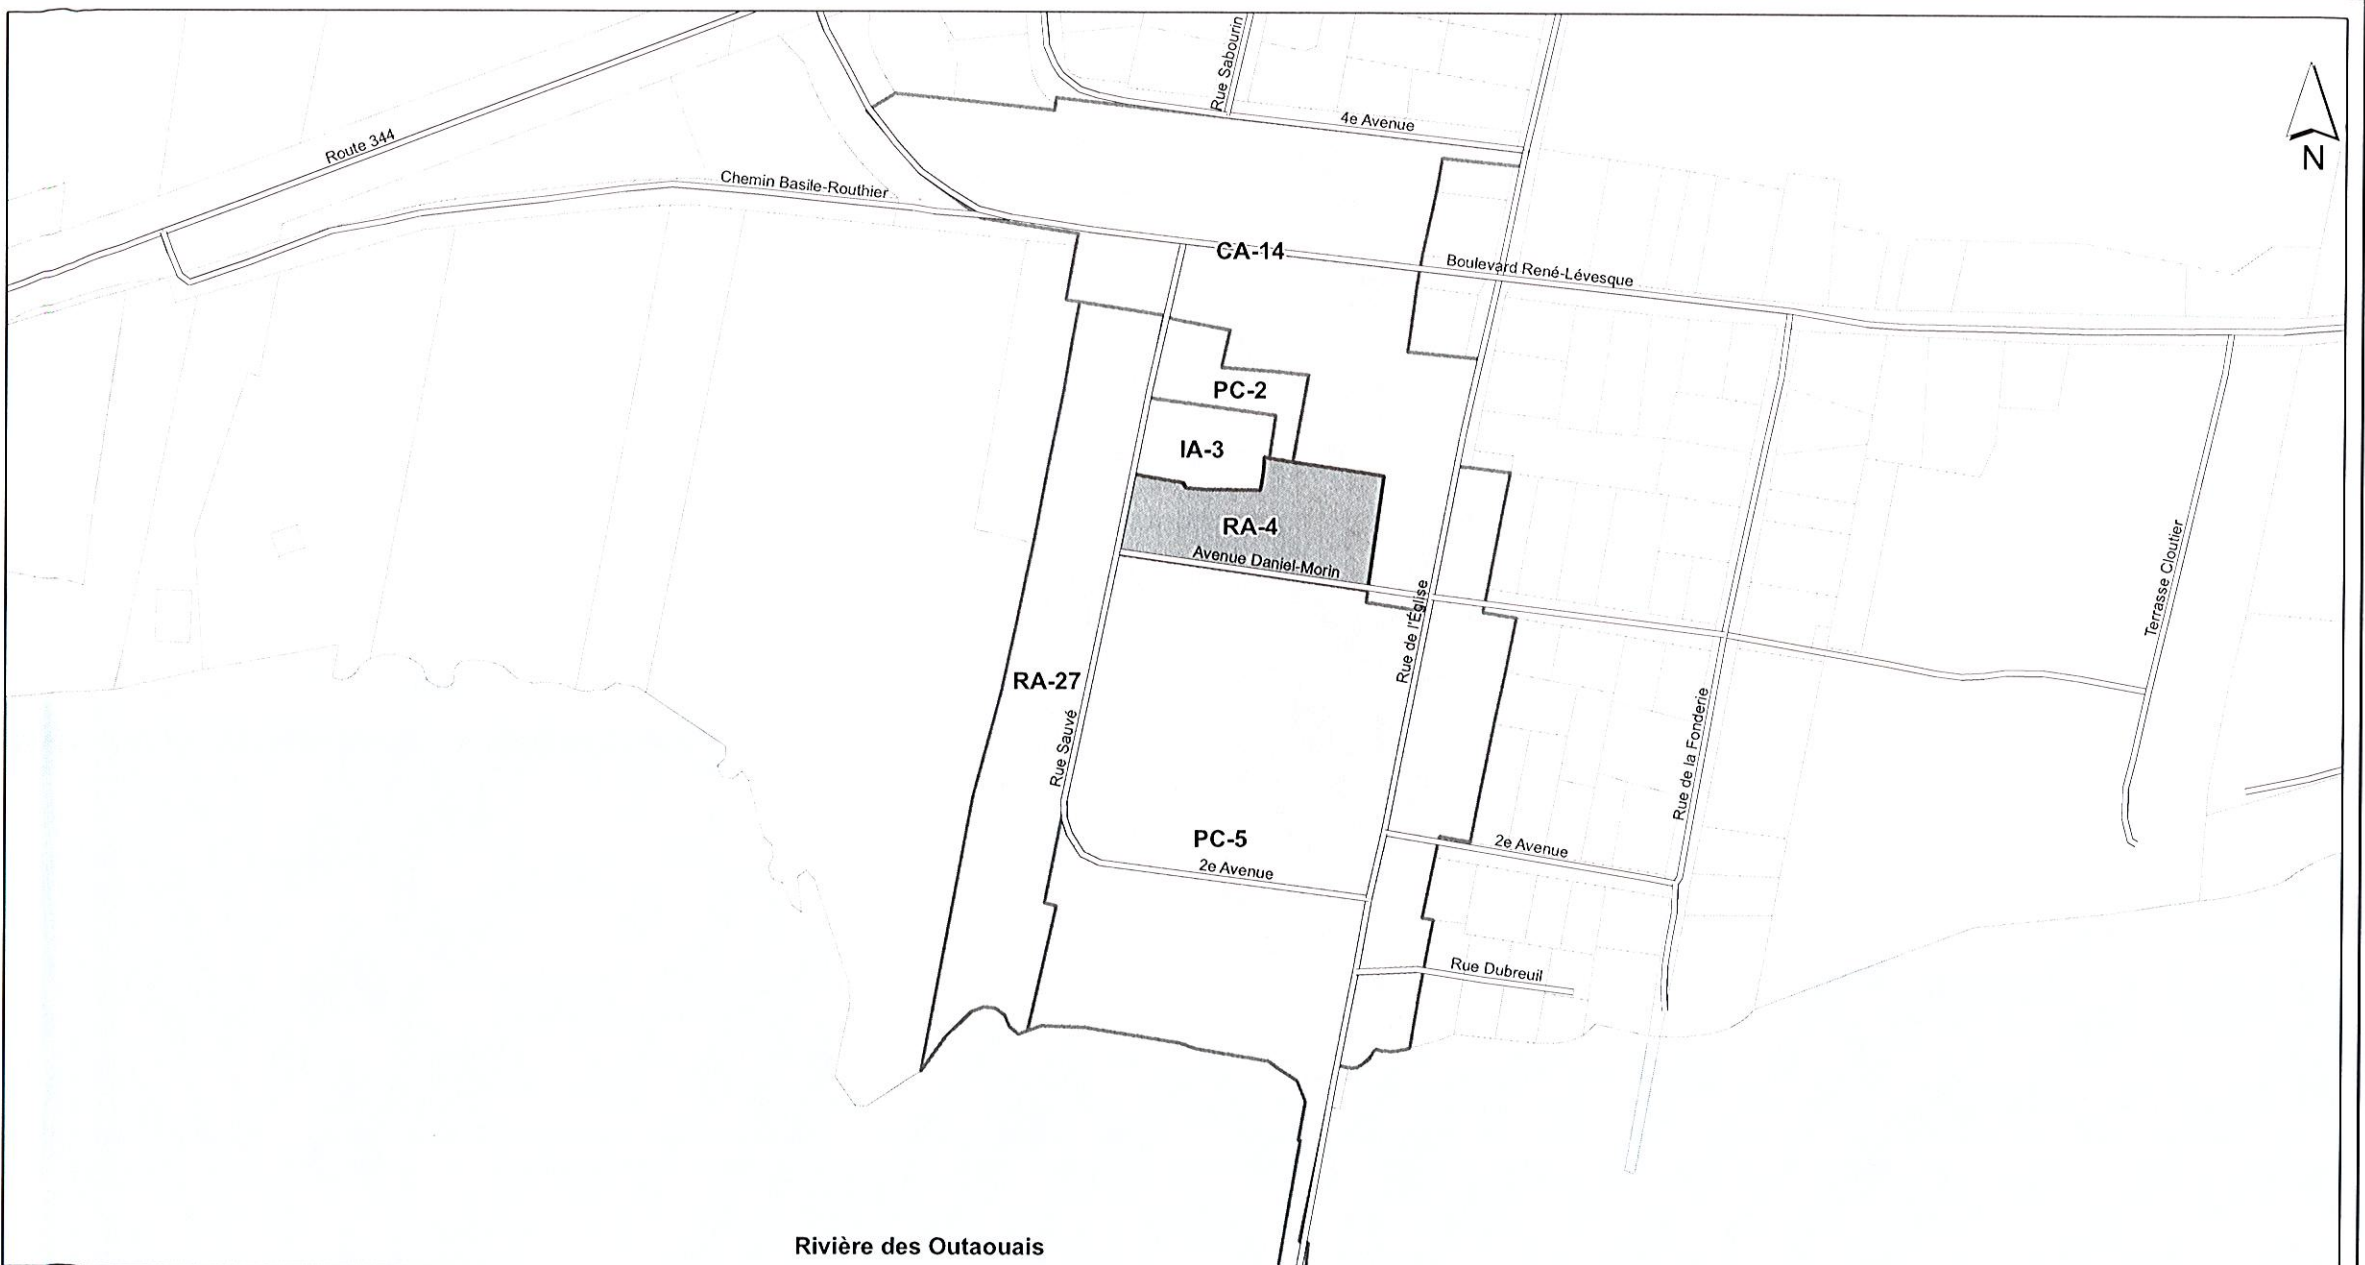 Rue Sabourin
4e Avenue
Route 344
N
Chemin Basile-Routhier
CA-14
Boulevard René-Lévesque
PC-2
IA-3
RA-4
Avenue Daniel-Morin
Terrasse Cloutier
Rue de l'Église
RA-27
Rue Sauvé
Rue de la Fonderie
PC-5
2e Avenue
2e Avenue
Rue Dubreuil
Rivière des Outaouais